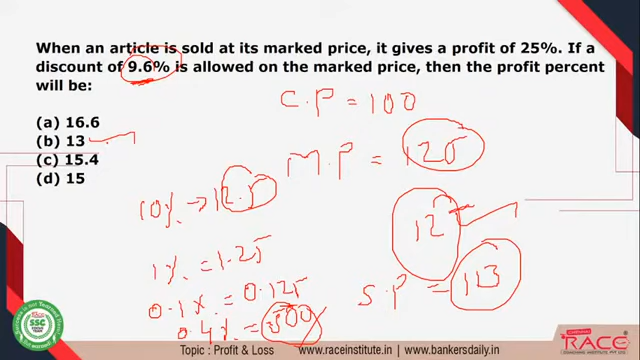 When an article is sold at its marked price, it gives a profit of 25%. If a
discount of 9.6% is allowed on the marked price, then the profit percent
will be:
(a) 16.6
(b) 13
(c) 15.4
(d) 15
C.P = 100
M.P = 125
10% → 12.5
12
1% = 1.25
0.1% = 0.125
S.P = 113
0.4% = 500
RACE
SSC
Topic : Profit & Loss
www.raceinstitute.in | www.bankersdaily.in
RACE